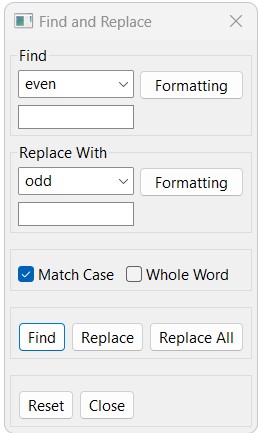 Find and Replace
Find
even
Formatting
Replace With
odd
Formatting
Match Case Whole Word
Find Replace Replace All
Reset Close